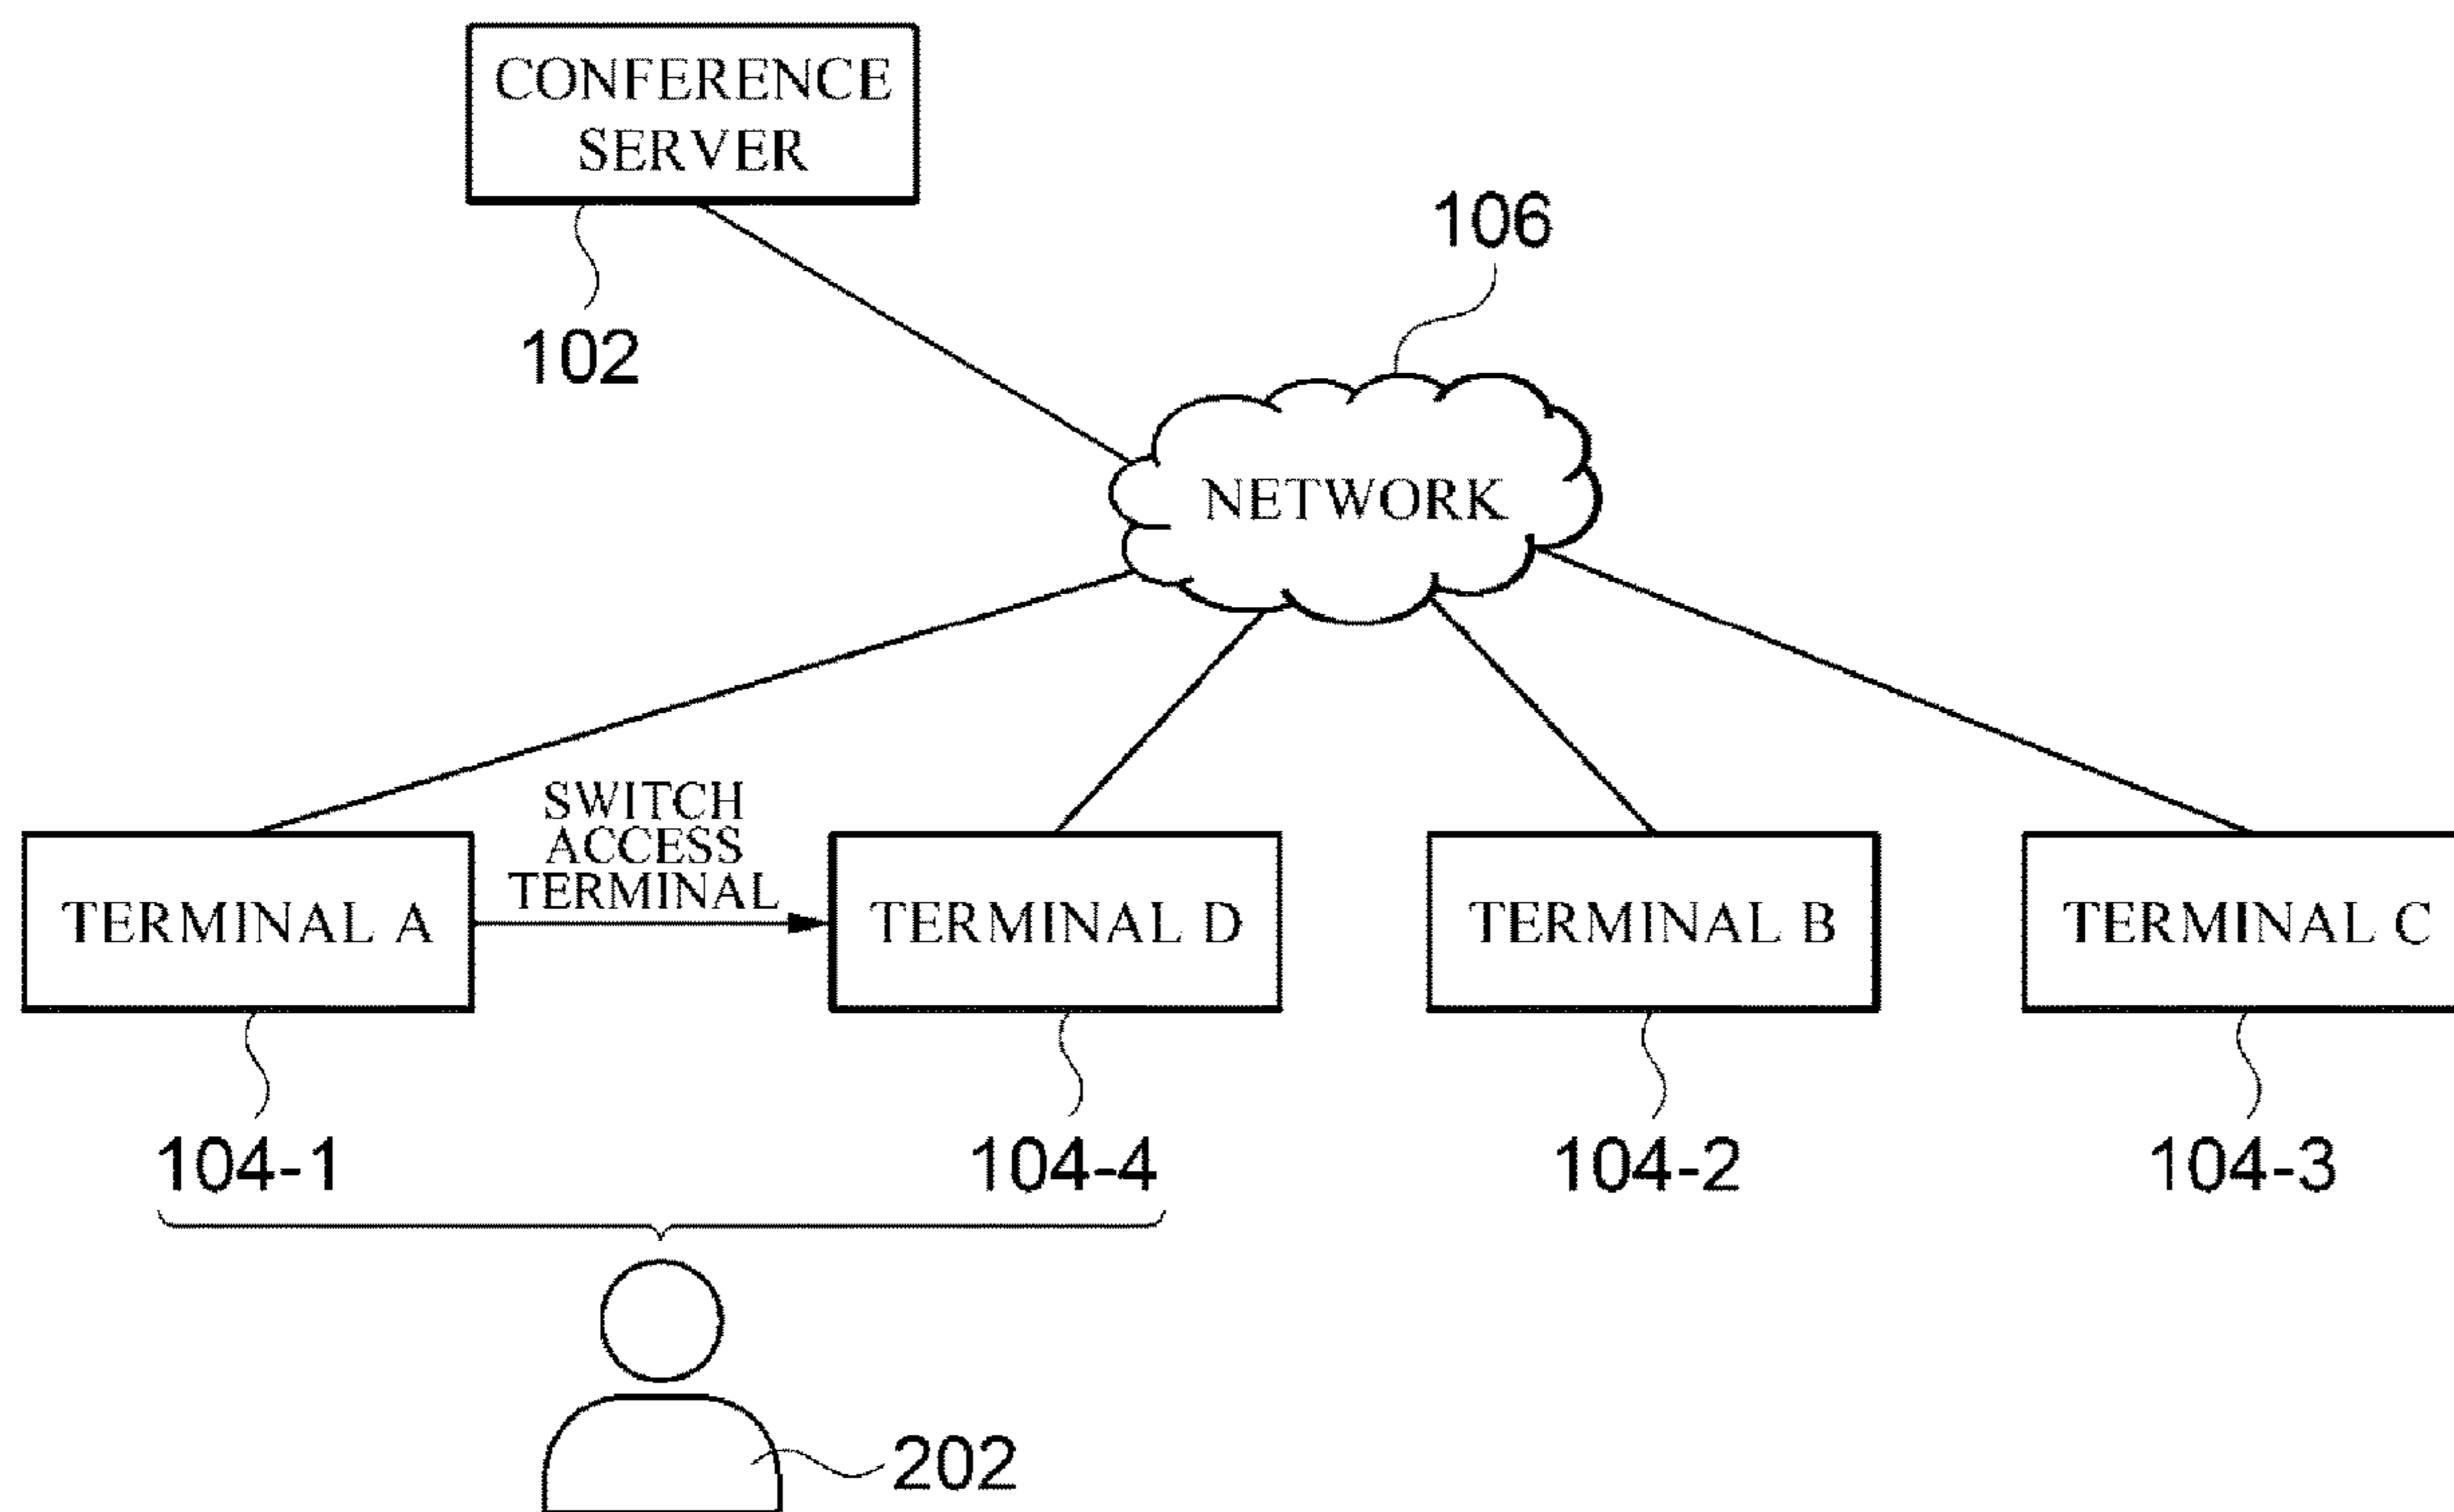 CONFERENCE
SERVER
102
106
NETWORK
SWITCH
ACCESS
TERMINAL
TERMINAL A
TERMINAL D
TERMINAL B
TERMINAL C
104-1
104-4
104-2
104-3
202